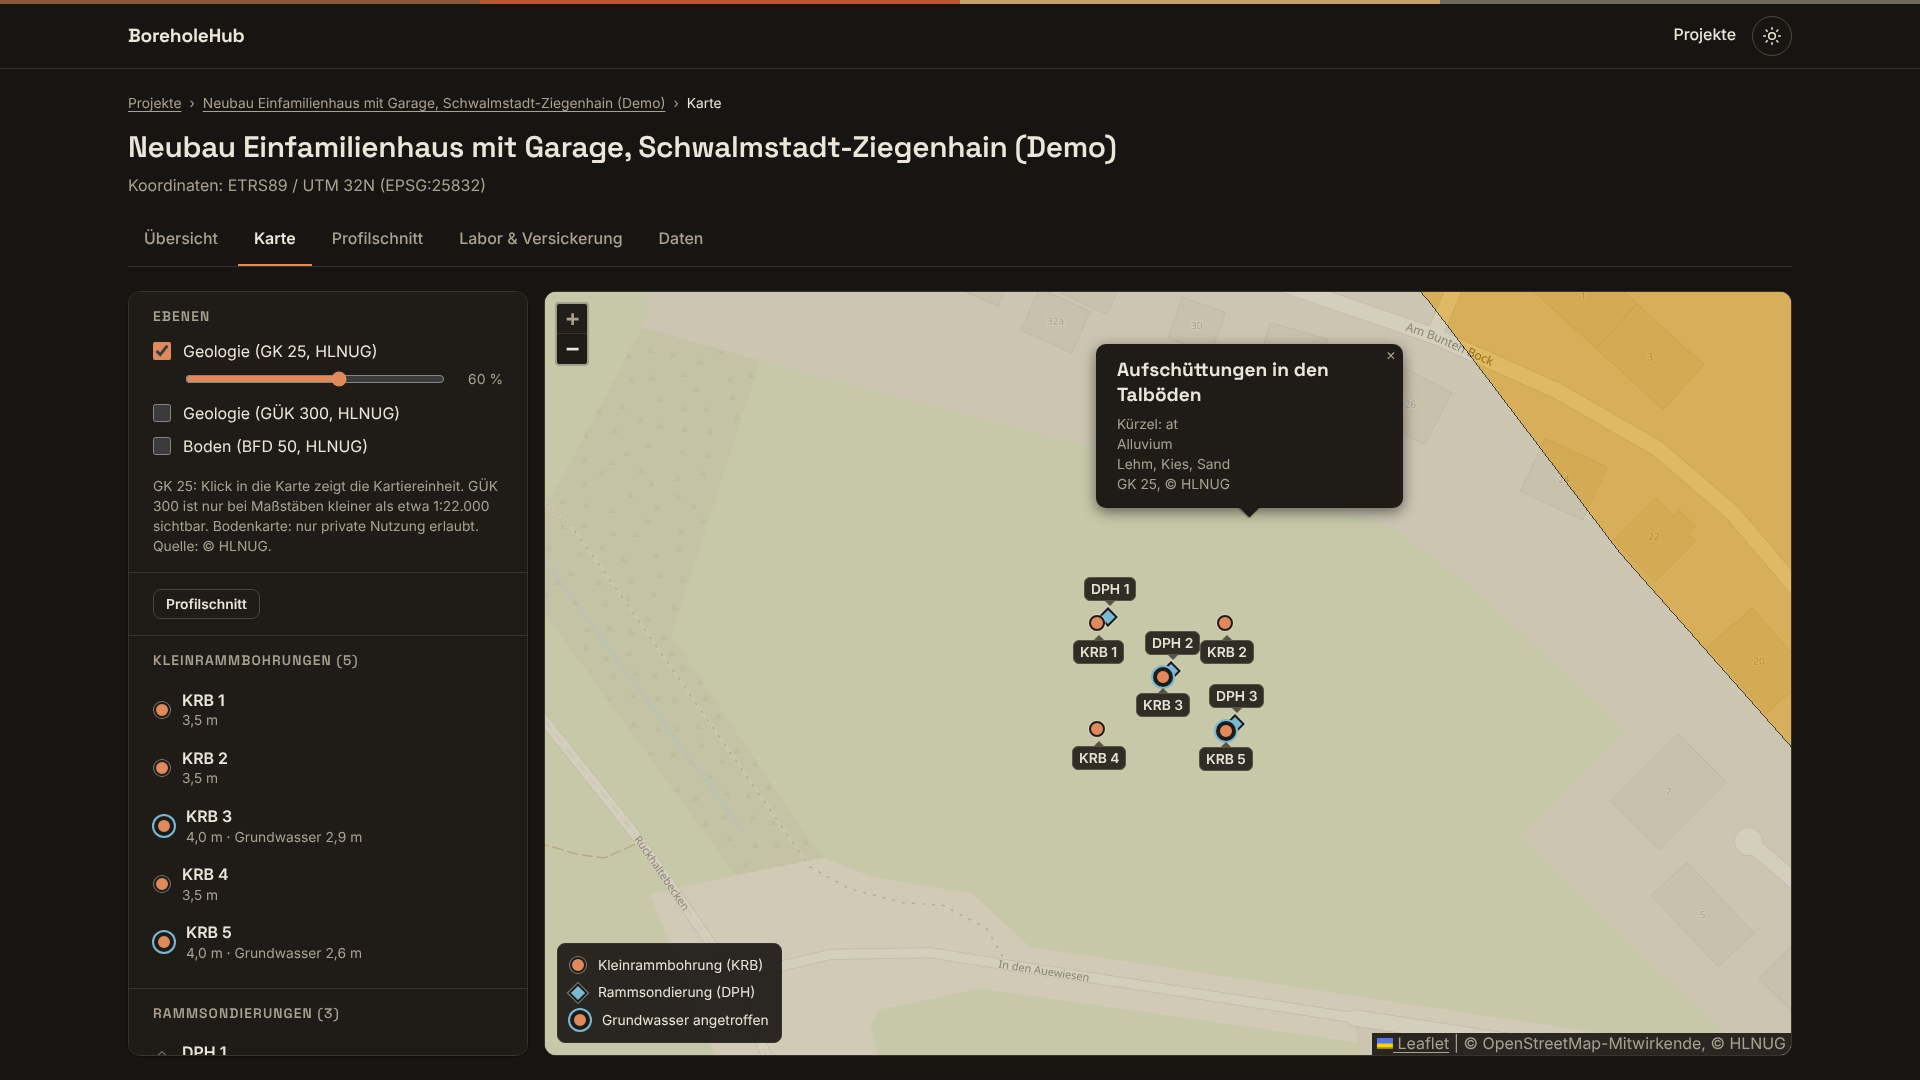 BoreholeHub
Projekte
Projekte › Neubau Einfamilienhaus mit Garage, Schwalmstadt-Ziegenhain (Demo) › Karte
Neubau Einfamilienhaus mit Garage, Schwalmstadt-Ziegenhain (Demo)
Koordinaten: ETRS89 / UTM 32N (EPSG:25832)
Übersicht
Karte
Profilschnitt
Labor & Versickerung
Daten
EBENEN
Geologie (GK 25, HLNUG)
60 %
Geologie (GÜK 300, HLNUG)
Boden (BFD 50, HLNUG)
GK 25: Klick in die Karte zeigt die Kartiereinheit. GÜK
300 ist nur bei Maßstäben kleiner als etwa 1:22.000
sichtbar. Bodenkarte: nur private Nutzung erlaubt.
Quelle: © HLNUG.
Profilschnitt
KLEINRAMMBOHRUNGEN (5)
KRB 1
3,5 m
KRB 2
3,5 m
KRB 3
4,0 m · Grundwasser 2,9 m
KRB 4
3,5 m
KRB 5
4,0 m · Grundwasser 2,6 m
RAMMSONDIERUNGEN (3)
DPH 1
+
−
32a
30
Am Bunten Bock
3
26
22
20
7
5
×
Aufschüttungen in den
Talböden
Kürzel: at
Alluvium
Lehm, Kies, Sand
GK 25, © HLNUG
DPH 1
KRB 1
DPH 2
KRB 2
KRB 3
DPH 3
KRB 4
KRB 5
Rückhaltebecken
In den Auewiesen
Kleinrammbohrung (KRB)
Rammsondierung (DPH)
Grundwasser angetroffen
Leaflet | © OpenStreetMap-Mitwirkende, © HLNUG